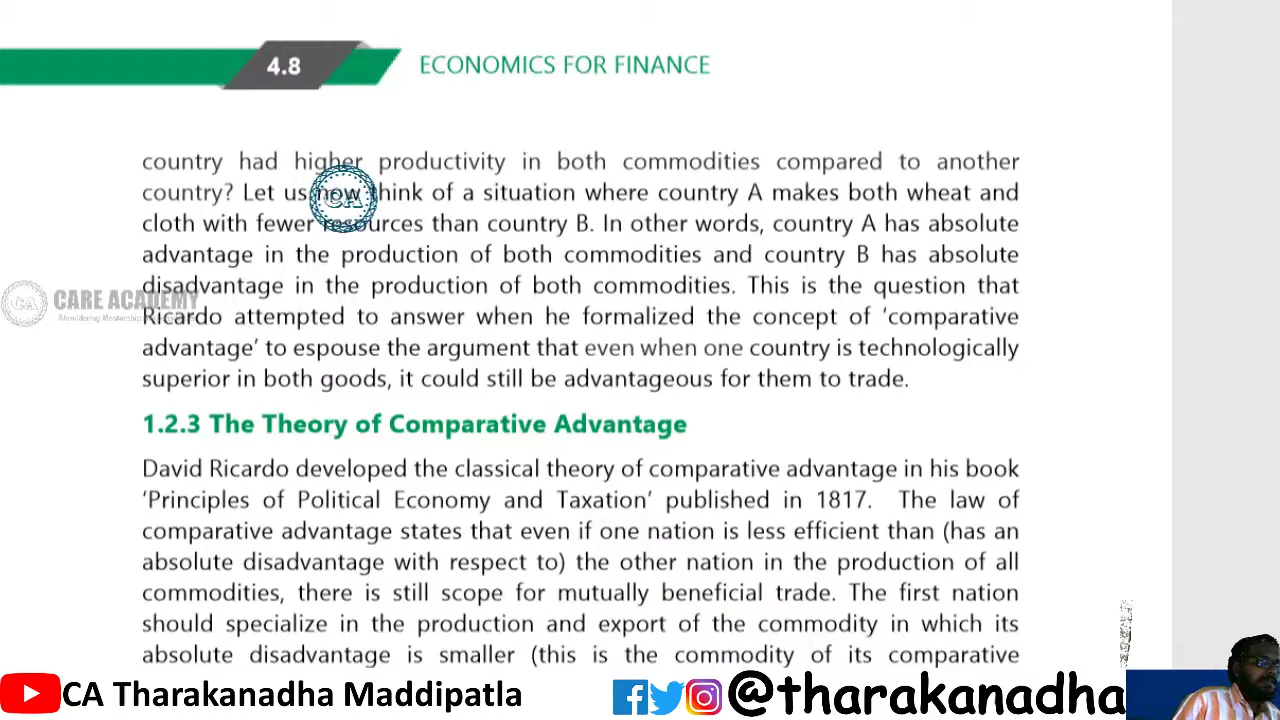 4.8 ECONOMICS FOR FINANCE
country had higher productivity in both commodities compared to another
country? Let us now think of a situation where country A makes both wheat and
cloth with fewer resources than country B. In other words, country A has absolute
advantage in the production of both commodities and country B has absolute
disadvantage in the production of both commodities. This is the question that
Ricardo attempted to answer when he formalized the concept of ‘comparative
advantage’ to espouse the argument that even when one country is technologically
superior in both goods, it could still be advantageous for them to trade.
CA
CA CARE ACADEMY
1.2.3 The Theory of Comparative Advantage
David Ricardo developed the classical theory of comparative advantage in his book
‘Principles of Political Economy and Taxation’ published in 1817. The law of
comparative advantage states that even if one nation is less efficient than (has an
absolute disadvantage with respect to) the other nation in the production of all
commodities, there is still scope for mutually beneficial trade. The first nation
should specialize in the production and export of the commodity in which its
absolute disadvantage is smaller (this is the commodity of its comparative
CA Tharakanadha Maddipatla
@tharakanadha